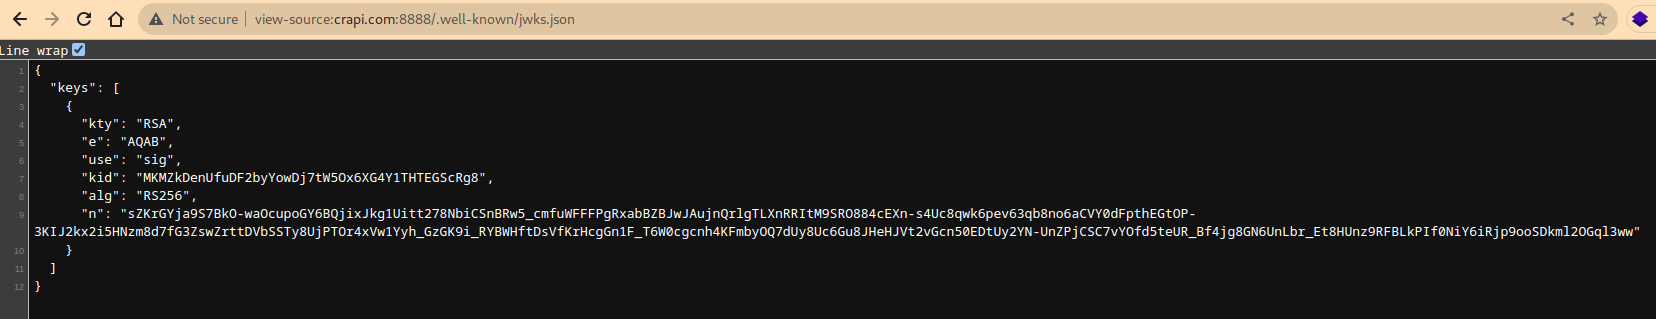 Not secure view-source:crapi.com:8888/.well-known/jwks.json
Line wrap
1 {
2 "keys": [
3 {
4 "kty": "RSA",
5 "e": "AQAB",
6 "use": "sig",
7 "kid": "MKMZkDenUfuDF2byYowDj7tW5Ox6XG4Y1THTEGScRg8",
8 "alg": "RS256",
9 "n": "sZKrGYja9S7BkO-waOcupoGY6BQjixJkg1Uitt278NbiCSnBRw5_cmfuWFFFPgRxabBZBJwJAujnQrlgTLXnRRItM9SRO884cEXn-s4Uc8qwk6pev63qb8no6aCVY0dFpthEGtOP-
3KIJ2kx2i5HNzm8d7fG3ZswZrttDVbSSTy8UjPTOr4xVw1Yyh_GzGK9i_RYBWHftDsVfKrHcgGn1F_T6W0cgcnh4KFmbyOQ7dUy8Uc6Gu8JHeHJVt2vGcn50EDtUy2YN-UnZPjCSC7vYOfd5teUR_Bf4jg8GN6UnLbr_Et8HUnz9RFBLkPIf0NiY6iRjp9ooSDkml2OGql3ww"
10 }
11 ]
12 }